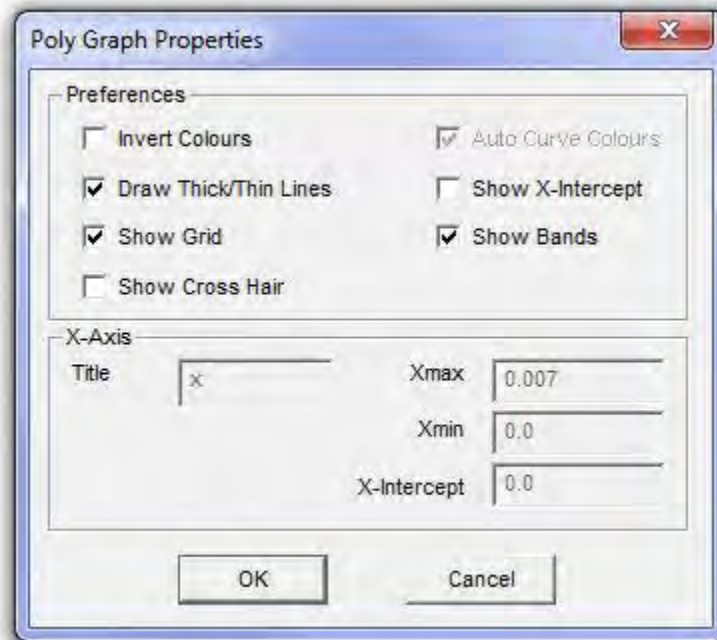 Poly Graph Properties
Preferences
Invert Colours
Auto Curve Colours
Draw Thick/Thin Lines
Show X-Intercept
Show Grid
Show Bands
Show Cross Hair
X-Axis
Title
x
Xmax
0.007
Xmin
0.0
X-Intercept
0.0
OK
Cancel